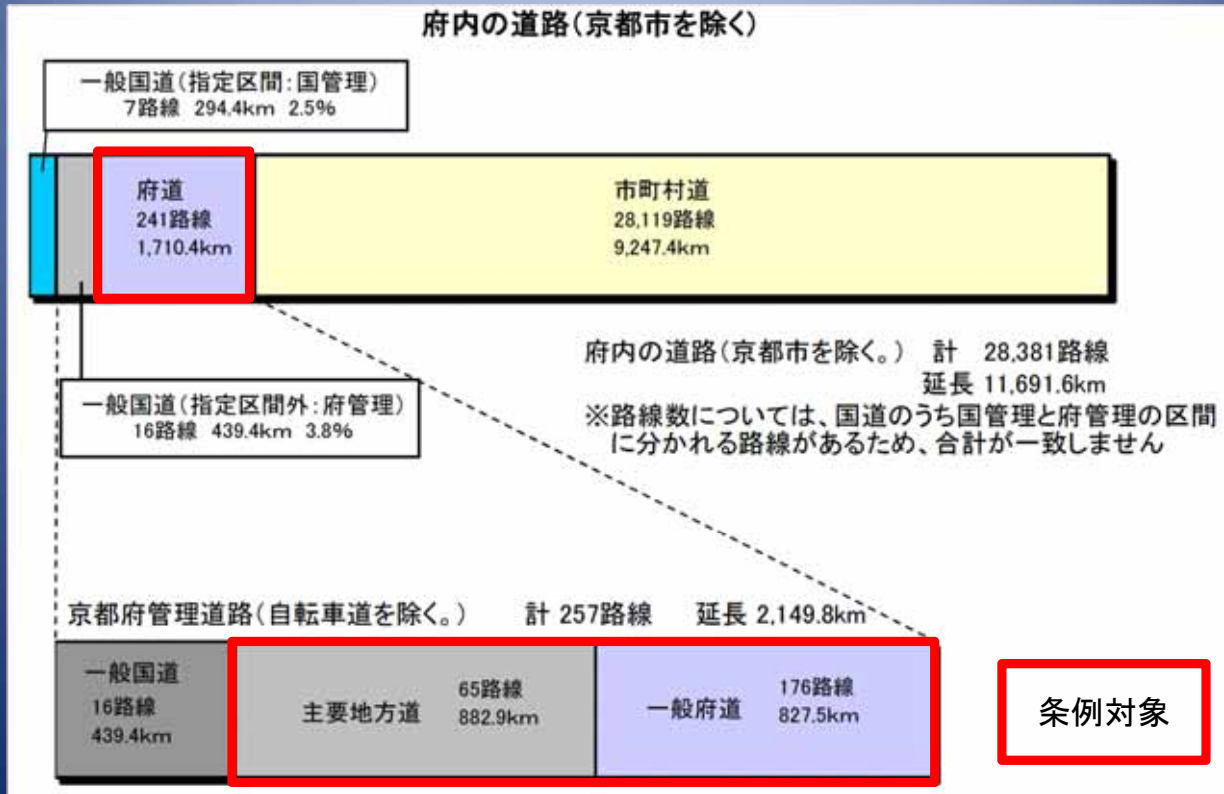 府内の道路(京都市を除く)
一般国道(指定区間:国管理)
7路線 294.4km 2.5%
府道
241路線
1,710.4km
市町村道
28,119路線
9,247.4km
府内の道路(京都市を除く。) 計 28,381路線
延長 11,691.6km
※路線数については、国道のうち国管理と府管理の区間
に分かれる路線があるため、合計が一致しません
一般国道(指定区間外:府管理)
16路線 439.4km 3.8%
京都府管理道路(自転車道を除く。) 計 257路線 延長 2,149.8km
一般国道
16路線
439.4km
主要地方道
65路線
882.9km
一般府道
176路線
827.5km
条例対象